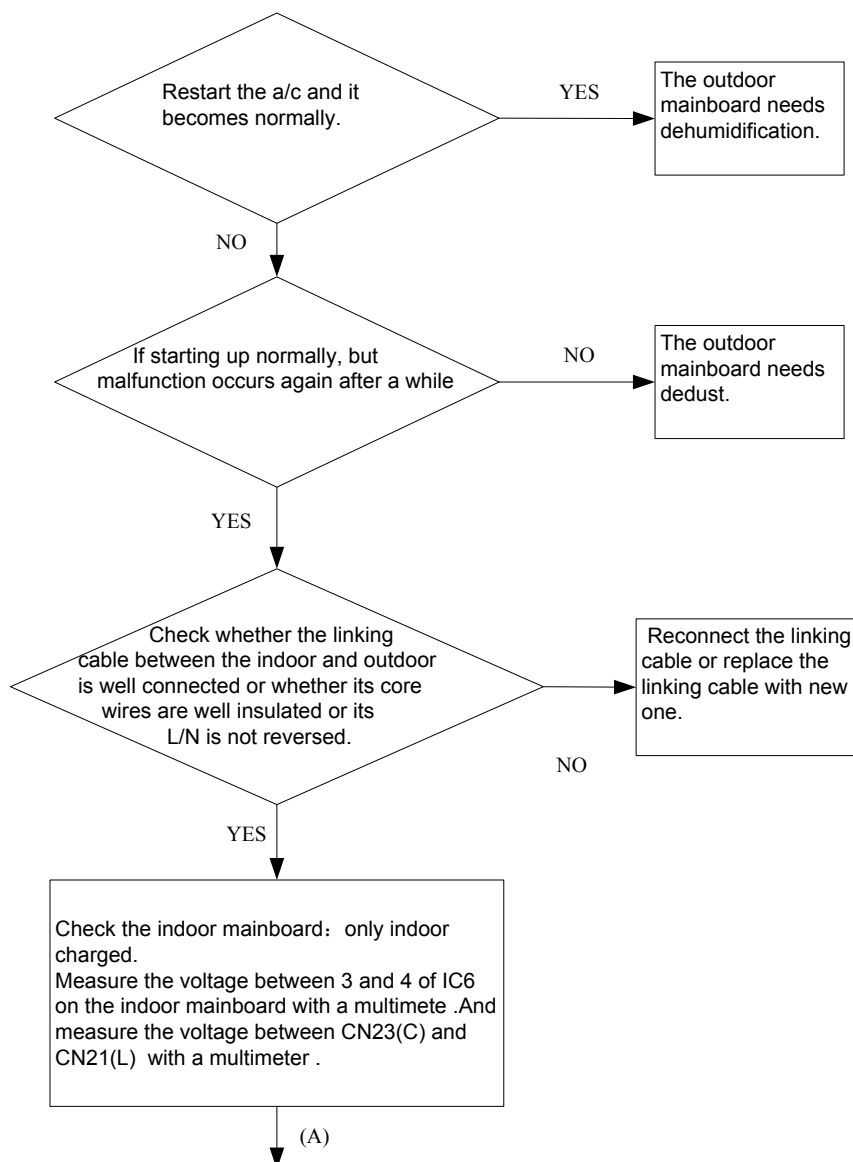 Restart the a/c and it
becomes normally.
YES
The outdoor
mainboard needs
dehumidification.
NO
If starting up normally, but
malfunction occurs again after a while
NO
The outdoor
mainboard needs
dedust.
YES
Check whether the linking
cable between the indoor and outdoor
is well connected or whether its core
wires are well insulated or its
L/N is not reversed.
NO
Reconnect the linking
cable or replace the
linking cable with new
one.
YES
Check the indoor mainboard：only indoor
charged.
Measure the voltage between 3 and 4 of IC6
on the indoor mainboard with a multimete .And
measure the voltage between CN23(C) and
CN21(L) with a multimeter .
(A)